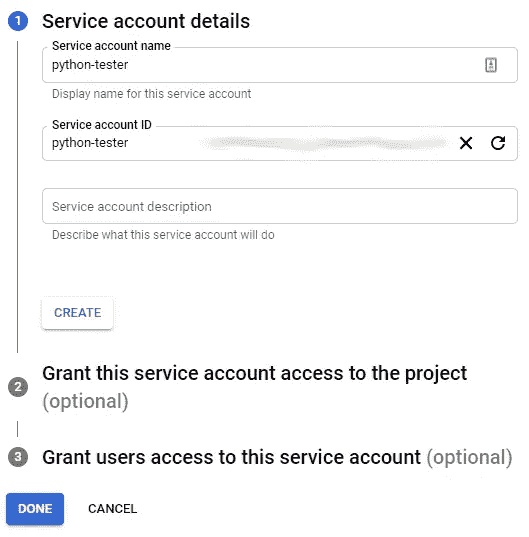 1 Service account details
Service account name
python-tester
Display name for this service account
Service account ID
python-tester
Service account description
Describe what this service account will do
CREATE
2 Grant this service account access to the project
(optional)
3 Grant users access to this service account (optional)
DONE CANCEL